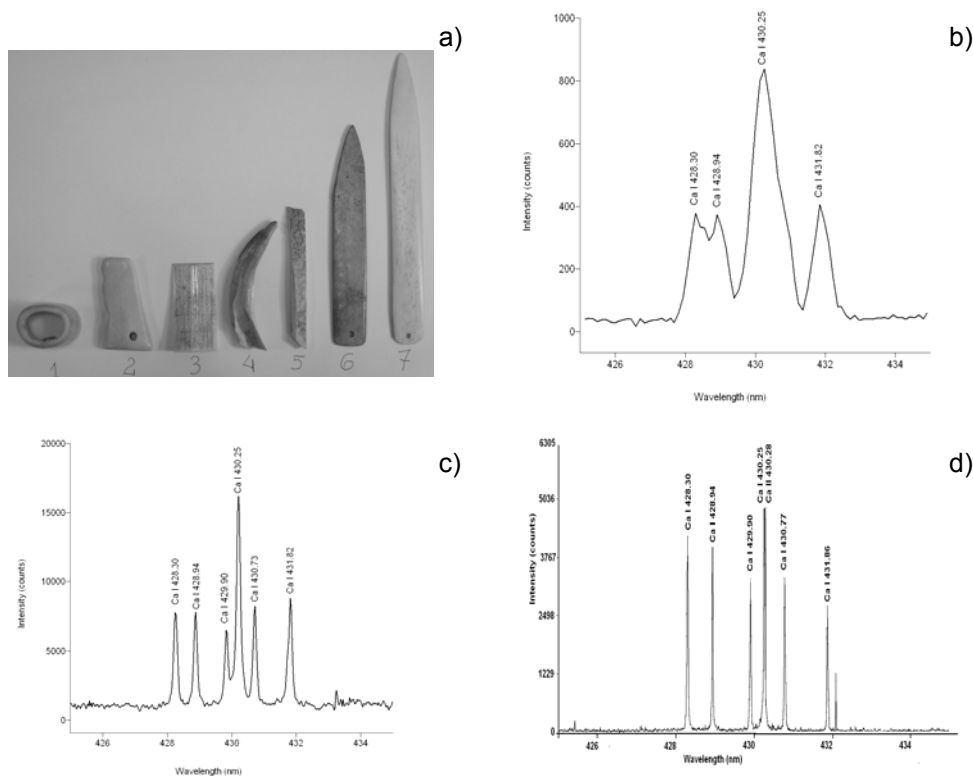 a)
1 2 3 4 5 6 7
3
b)
Intensity (counts)
1000
800
600
400
200
0
Ca I 428.30
Ca I 428.94
Ca I 430.25
Ca I 431.82
426 428 430 432
Wavelength (nm)
c)
Intensity (counts)
20000
15000
10000
5000
0
Ca I 428.30
Ca I 428.94
Ca I 429.90
Ca I 430.25
Ca I 430.73
Ca I 431.82
426 428 430 432 434
Wavelength (nm)
d)
Intensity (counts)
6305
5036
3767
2498
1229
0
Ca I 428.30
Ca I 428.94
Ca I 429.90
Ca I 430.25
Ca II 430.28
Ca I 430.77
Ca I 431.86
426 428 430 432 434
Wavelength (nm)